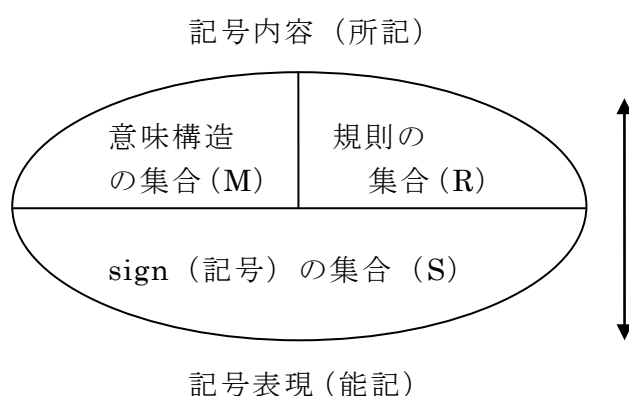 記号内容（所記）
意味構造
の集合(M)
規則の
集合(R)
sign（記号）の集合（S）
記号表現(能記)